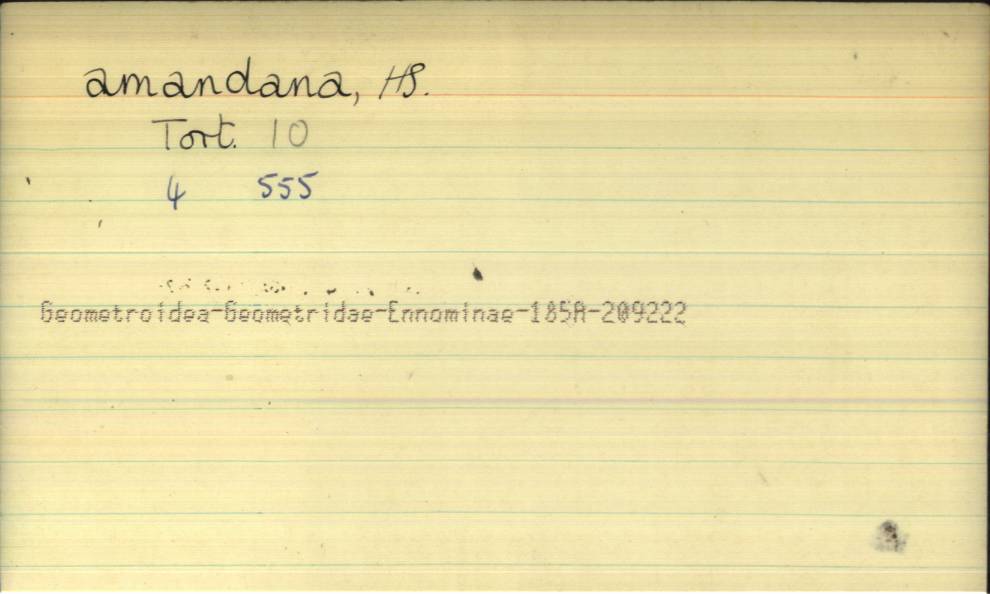 amandana, HS.
Tort. 10
4 555
Geometroidea-Geometridae-Ennominae-185A-209222